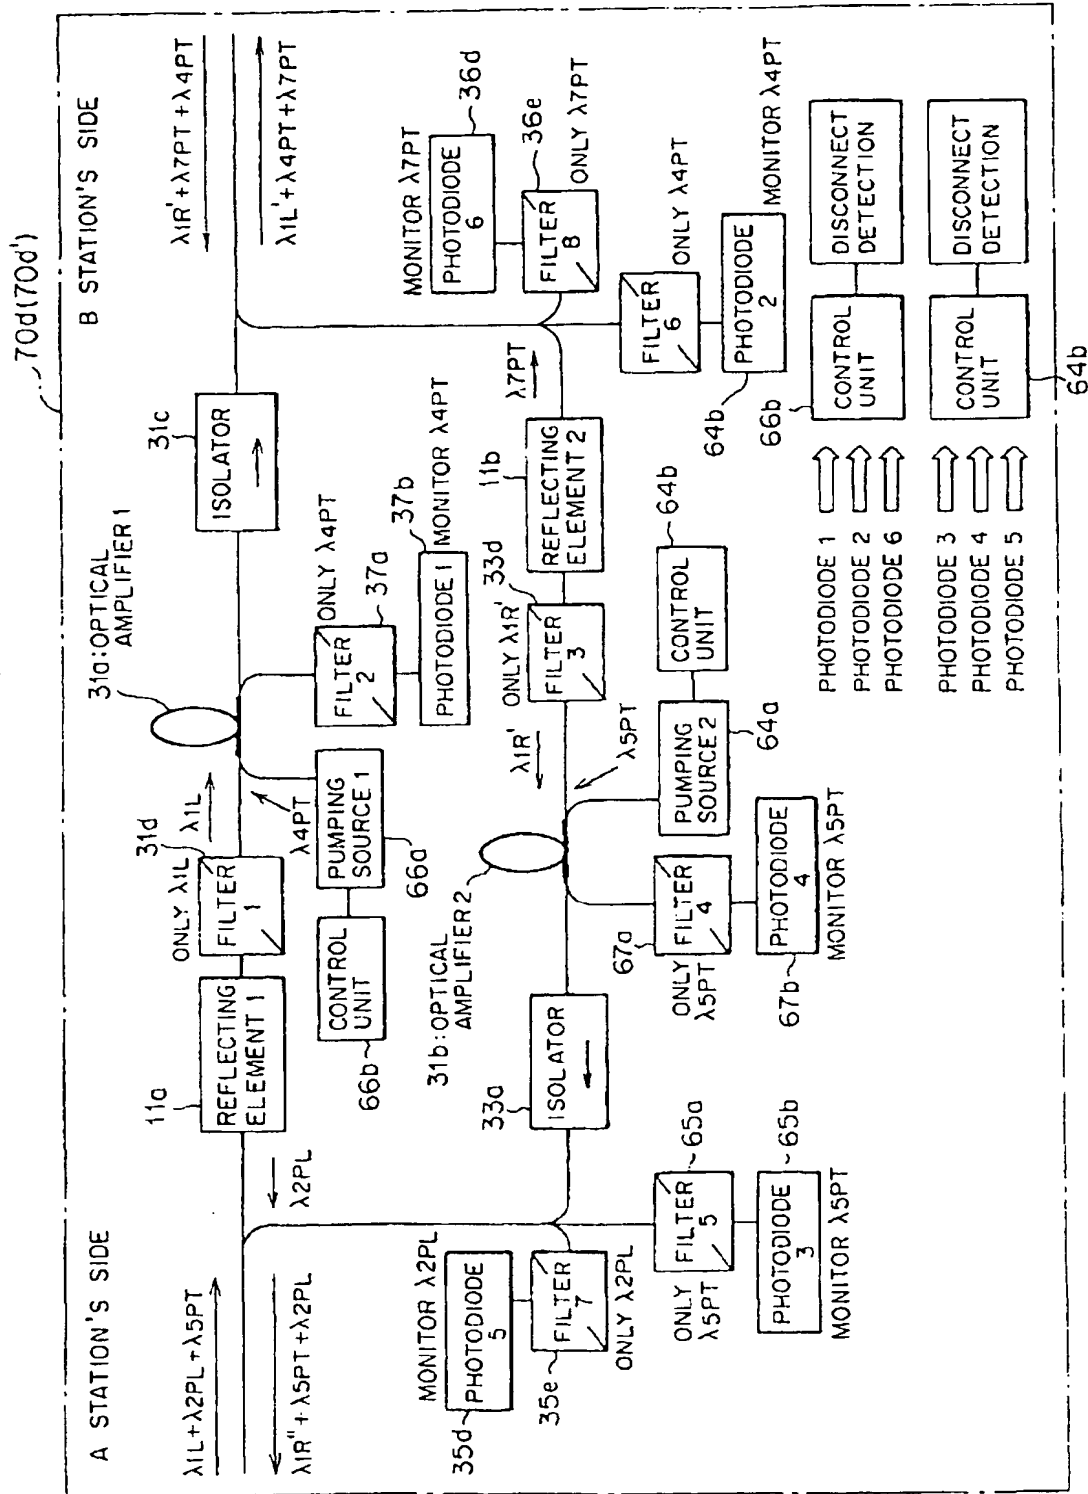 70d(70d')
A STATION'S SIDE
B STATION'S SIDE
λ1L+λ2PL+λ5PT
λ1R''+λ5PT+λ2PL
λ2PL
11a
REFLECTING
ELEMENT 1
ONLY λ1L
31d
FILTER
1
λ1L
λ4PT
31a:OPTICAL
AMPLIFIER 1
31c
ISOLATOR
λ1R'+λ7PT+λ4PT
λ1L'+λ4PT+λ7PT
CONTROL
UNIT
66b
PUMPING
SOURCE 1
66a
ONLY λ4PT
FILTER
2
37a
PHOTODIODE 1
37b
MONITOR λ4PT
MONITOR λ7PT
PHOTODIODE
6
36d
FILTER
8
36e
ONLY λ7PT
MONITOR λ2PL
PHOTODIODE
5
35d
FILTER
7
35e
ONLY λ2PL
33a
ISOLATOR
31b:OPTICAL
AMPLIFIER 2
λ1R'
λ5PT
ONLY λ1R'
FILTER
3
33d
REFLECTING
ELEMENT 2
11b
λ7PT
FILTER
5
65a
ONLY
λ5PT
PHOTODIODE
3
65b
MONITOR λ5PT
FILTER
4
67a
ONLY
λ5PT
PHOTODIODE
4
67b
MONITOR λ5PT
PUMPING
SOURCE 2
64a
CONTROL
UNIT
64b
FILTER
6
ONLY λ4PT
PHOTODIODE
2
64b
MONITOR λ4PT
PHOTODIODE 1
PHOTODIODE 2
PHOTODIODE 6
66b
CONTROL
UNIT
DISCONNECT
DETECTION
PHOTODIODE 3
PHOTODIODE 4
PHOTODIODE 5
CONTROL
UNIT
64b
DISCONNECT
DETECTION